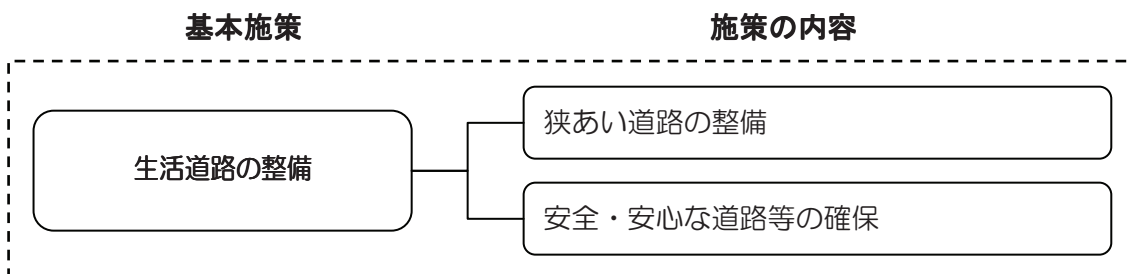 基本施策
施策の内容
生活道路の整備
狭あい道路の整備
安全・安心な道路等の確保